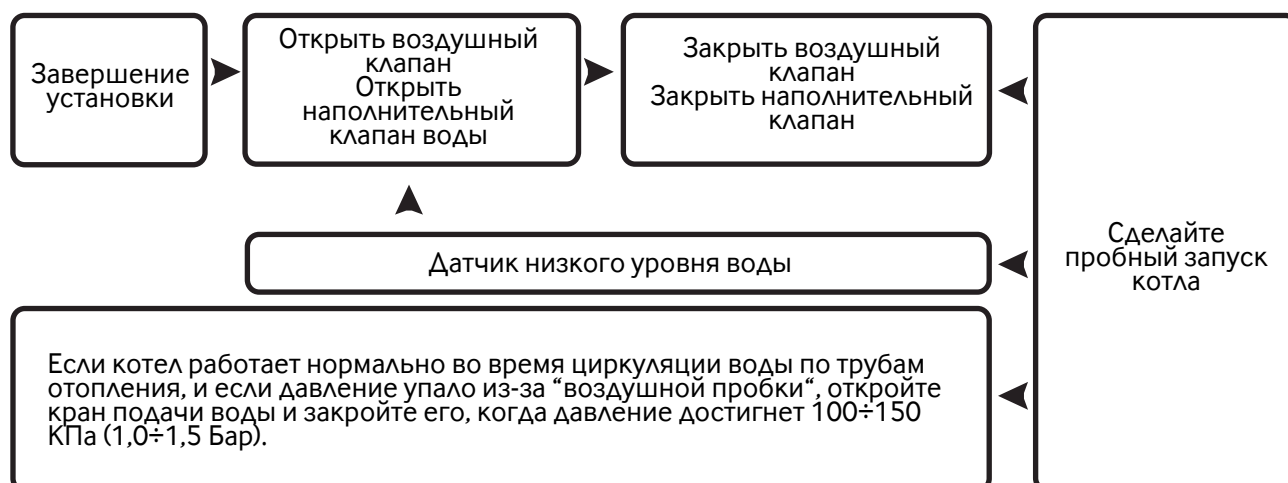 Завершение
установки
Открыть воздушный
клапан
Открыть
наполнительный
клапан воды
Закрыть воздушный
клапан
Закрыть наполнительный
клапан
Сделайте
пробный запуск
котла
Датчик низкого уровня воды
Если котел работает нормально во время циркуляции воды по трубам
отопления, и если давление упало из-за “воздушной пробки“, откройте
кран подачи воды и закройте его, когда давление достигнет 100÷150
КПа (1,0÷1,5 Бар).